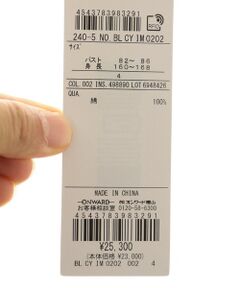 4543783983291
240-5 NO. BL CY IM 0202
サイズ
バスト 82～ 86
身長 160～168
4
COL. 002 INS. 498890 LOT 6948426
QUA.
綿 100%
MADE IN CHINA
—ONWARD— ㈱オンワード樫山
お客様相談室 0120-58-6300
4543783983291
¥25,300
(本体価格 ¥23,000)
BL CY IM 0202 002 4